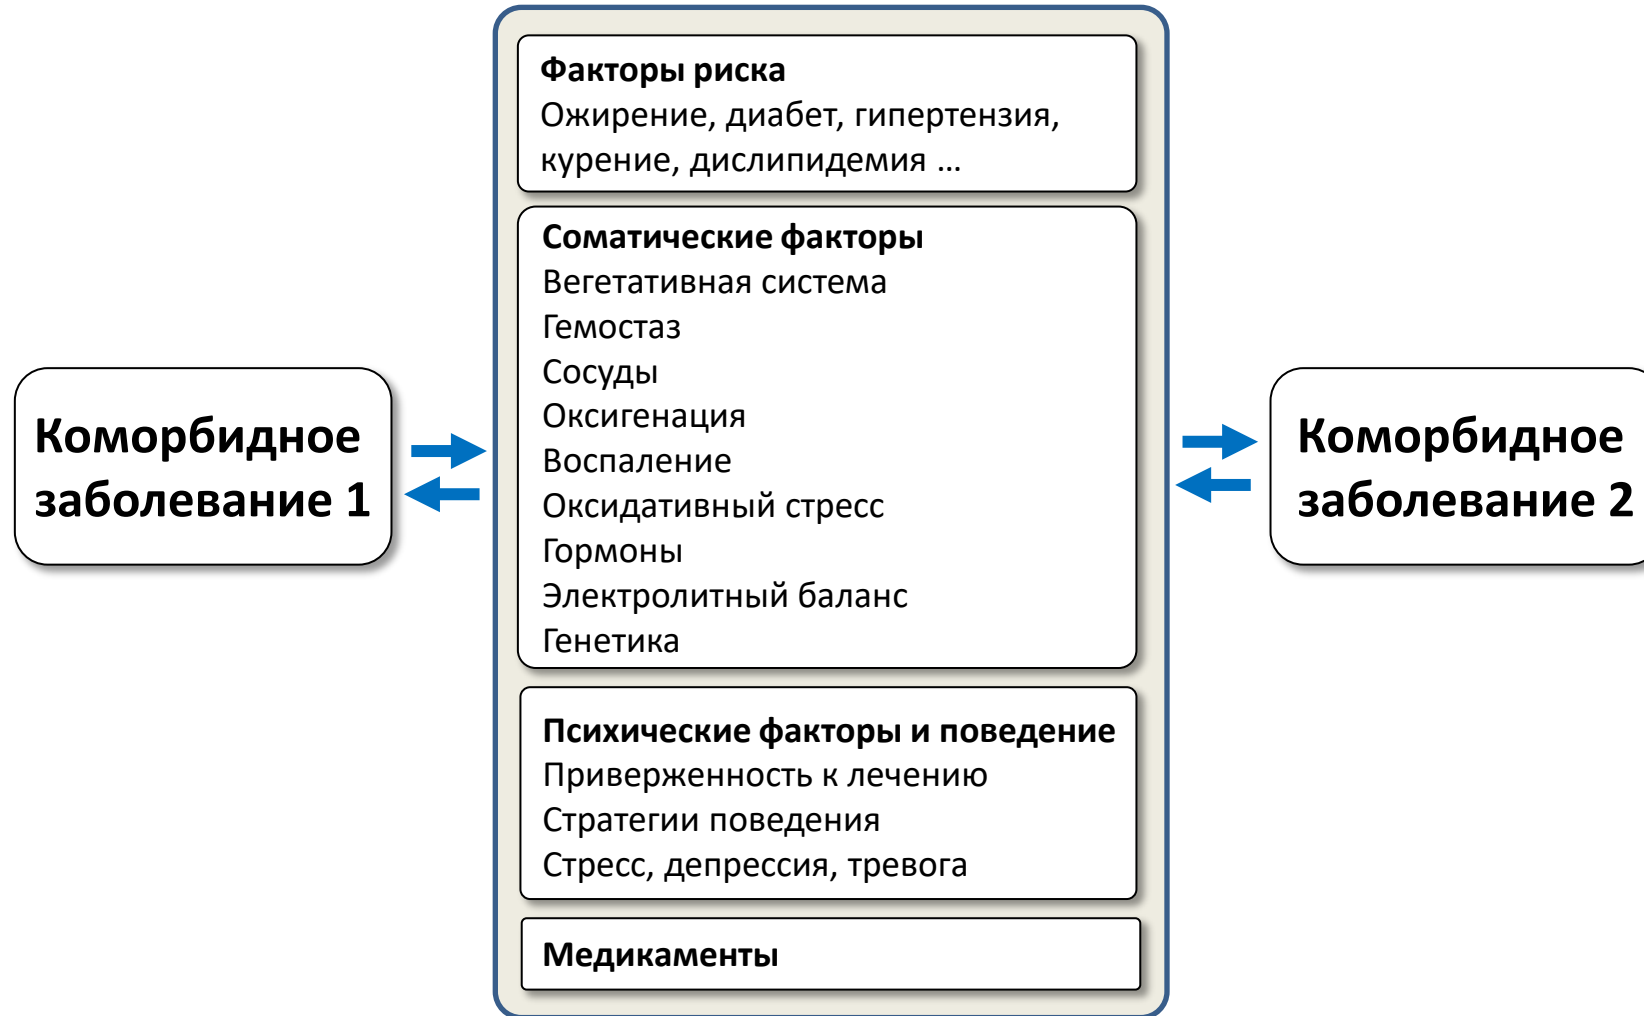 Факторы риска
Ожирение, диабет, гипертензия,
курение, дислипидемия ...
Соматические факторы
Вегетативная система
Гемостаз
Сосуды
Оксигенация
Воспаление
Оксидативный стресс
Гормоны
Электролитный баланс
Генетика
Коморбидное
заболевание 1
Коморбидное
заболевание 2
Психические факторы и поведение
Приверженность к лечению
Стратегии поведения
Стресс, депрессия, тревога
Медикаменты